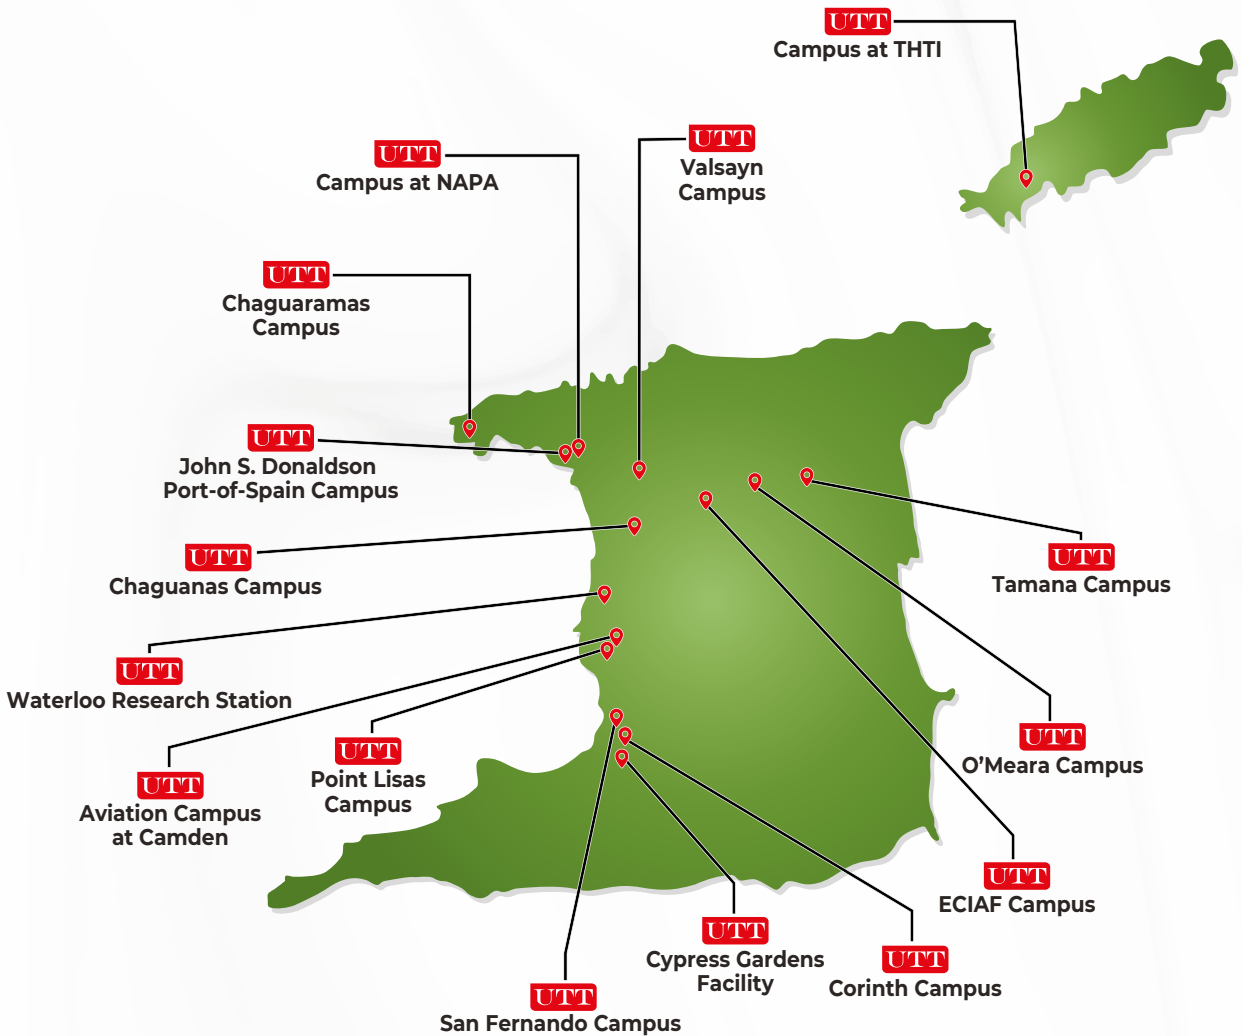 UTT
Campus at THTI
UTT
Valsayn
Campus
UTT
Campus at NAPA
UTT
Chaguaramas
Campus
UTT
John S. Donaldson
Port-of-Spain Campus
UTT
Chaguanas Campus
UTT
Tamana Campus
UTT
Waterloo Research Station
UTT
O’Meara Campus
UTT
Point Lisas
Campus
UTT
Aviation Campus
at Camden
UTT
ECIAF Campus
UTT
Cypress Gardens
Facility
UTT
Corinth Campus
UTT
San Fernando Campus